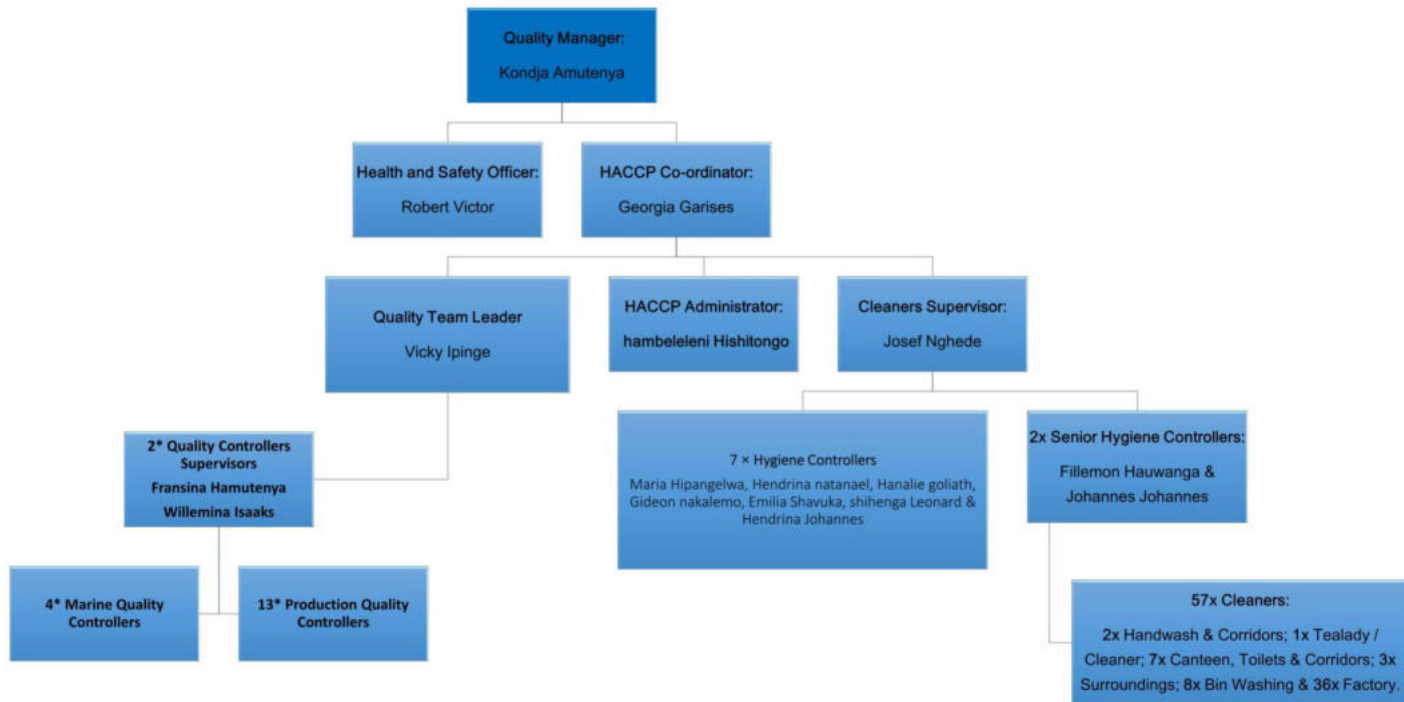 Quality Manager:
Kondja Amutenya
Health and Safety Officer:
Robert Victor
HACCP Co-ordinator:
Georgia Garises
Quality Team Leader
Vicky Ipinge
HACCP Administrator:
hambeleleni Hishitongo
Cleaners Supervisor:
Josef Nghede
2* Quality Controllers
Supervisors
Fransina Hamutenya
Willemina Isaaks
7 × Hygiene Controllers
Maria Hipangelwa, Hendrina natanael, Hanalie goliath,
Gideon nakalemo, Emilia Shavuka, shihenga Leonard &
Hendrina Johannes
2x Senior Hygiene Controllers:
Fillemon Hauwanga &
Johannes Johannes
4* Marine Quality
Controllers
13* Production Quality
Controllers
57x Cleaners:
2x Handwash & Corridors; 1x Tealady /
Cleaner; 7x Canteen, Toilets & Corridors; 3x
Surroundings; 8x Bin Washing & 36x Factory.